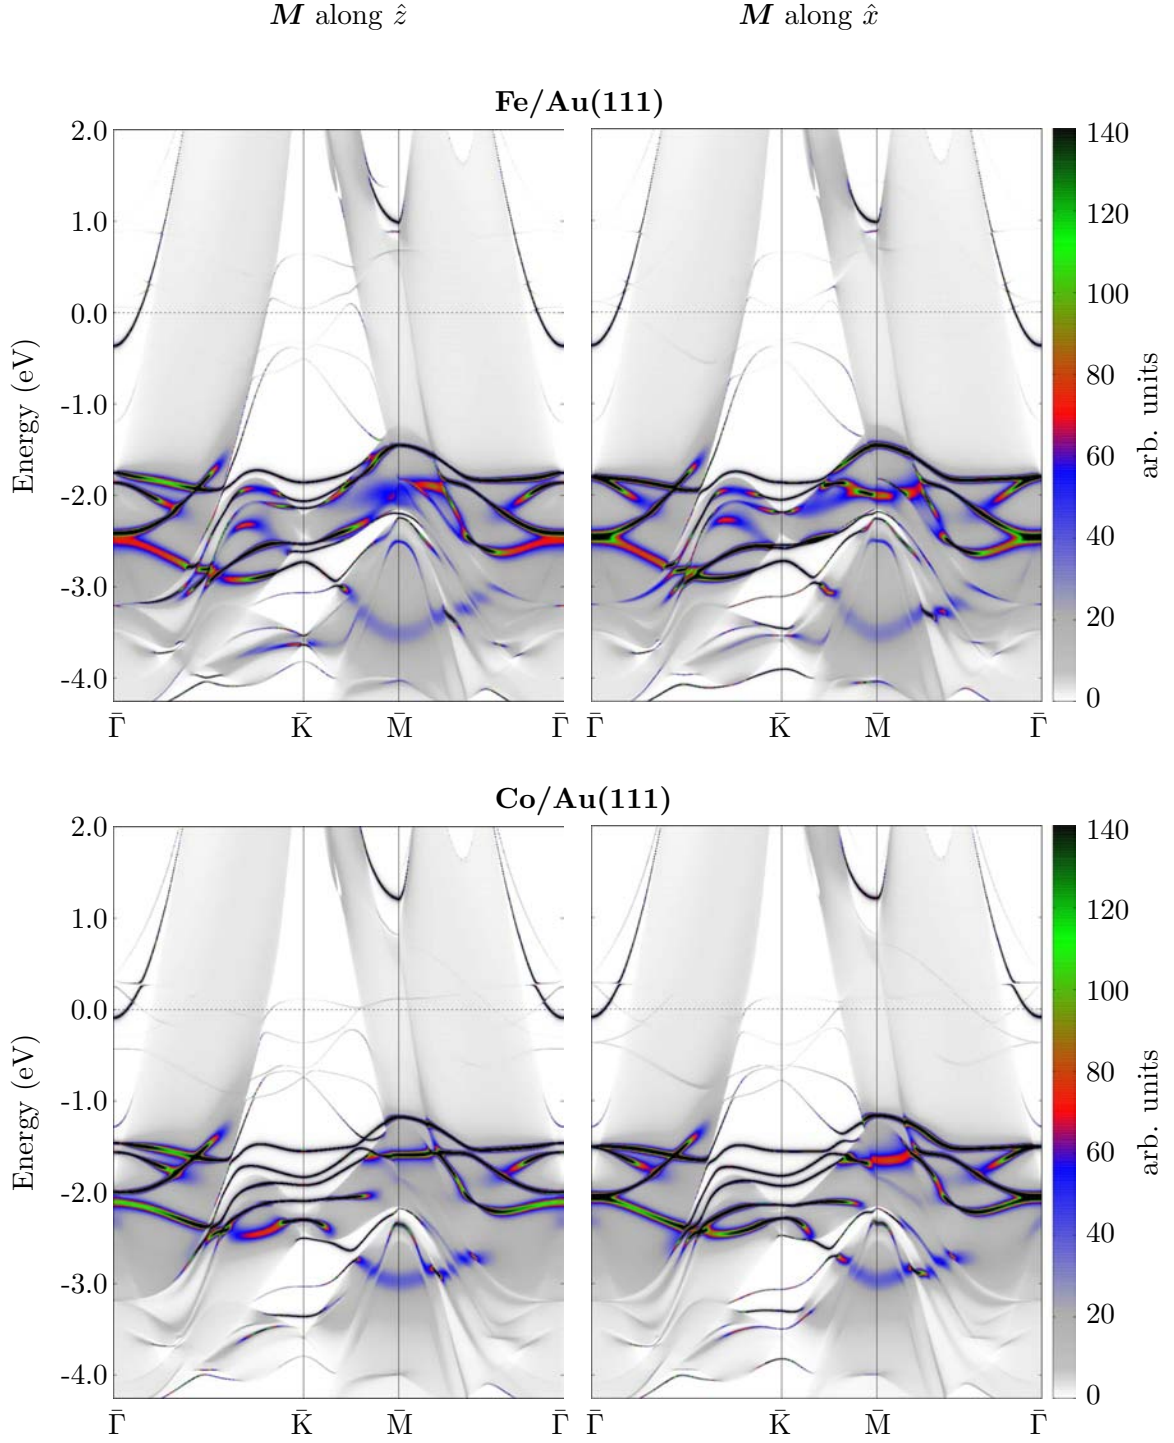 M along ẑ M along x̂
Fe/Au(111)
2.0
1.0
0.0
-1.0
-2.0
-3.0
-4.0
Energy (eV)
Γ̄ K̄ M̄ Γ̄
Γ̄ K̄ M̄ Γ̄
140
120
100
80
60
40
20
0
arb. units
Co/Au(111)
2.0
1.0
0.0
-1.0
-2.0
-3.0
-4.0
Energy (eV)
Γ̄ K̄ M̄ Γ̄
Γ̄ K̄ M̄ Γ̄
140
120
100
80
60
40
20
0
arb. units